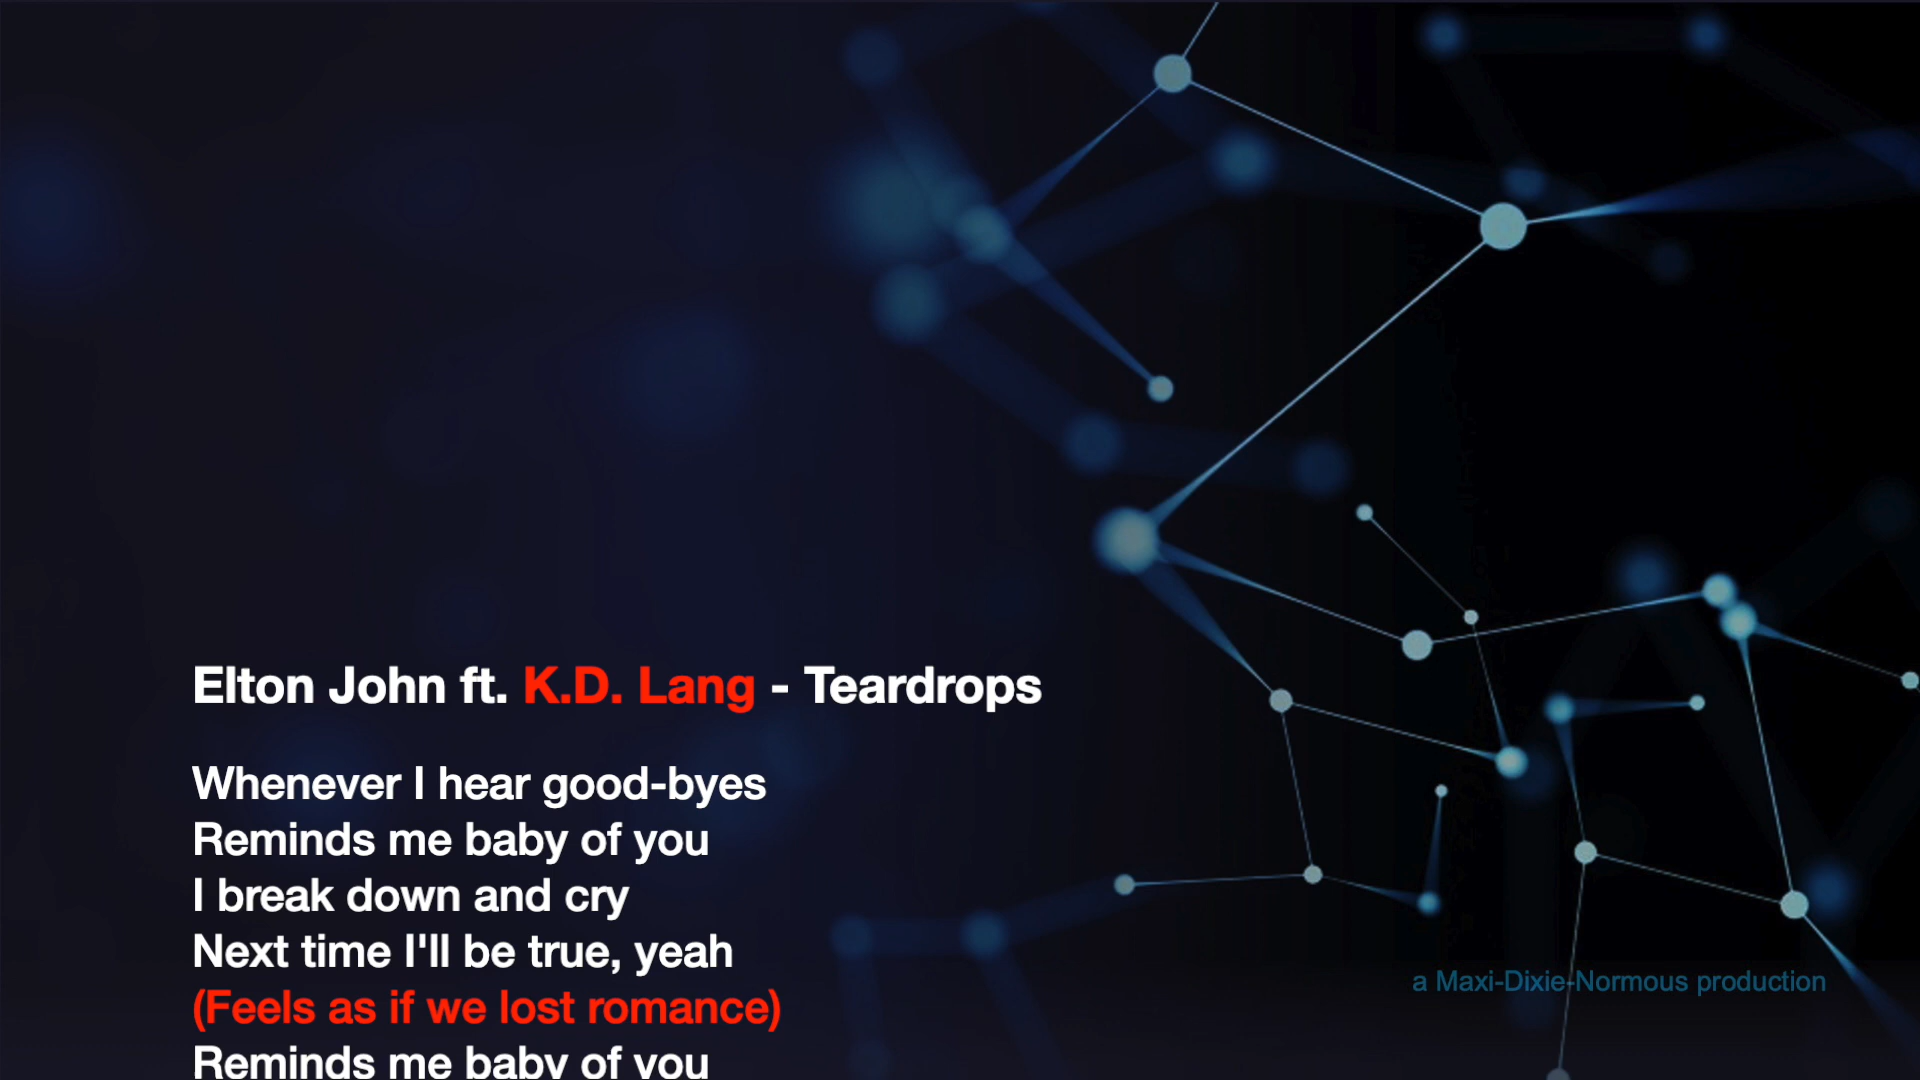 Elton John ft. K.D. Lang - Teardrops
Whenever I hear good-byes
Reminds me baby of you
I break down and cry
Next time I'll be true, yeah
(Feels as if we lost romance)
Reminds me baby of you
a Maxi-Dixie-Normous production